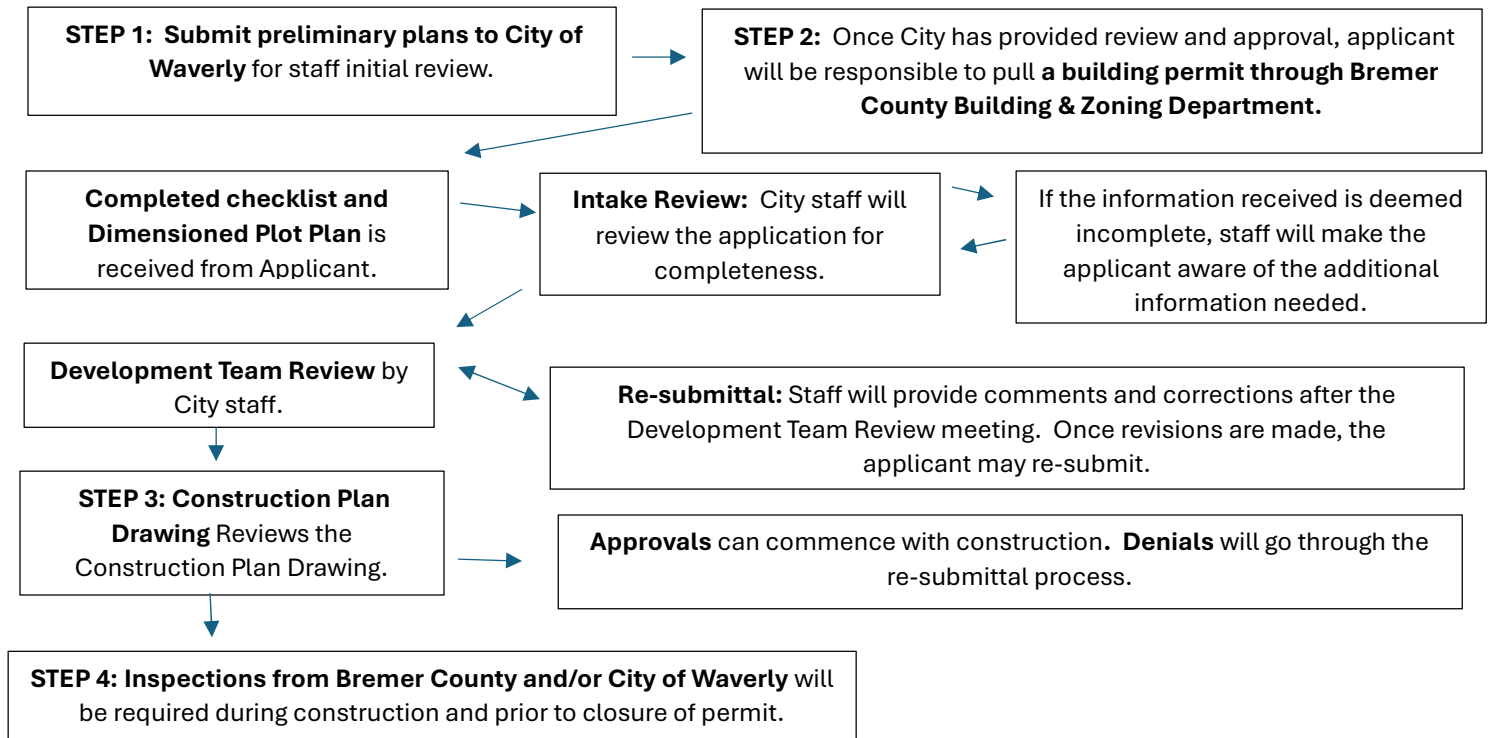 STEP 1: Submit preliminary plans to City of
Waverly for staff initial review.
STEP 2: Once City has provided review and approval, applicant
will be responsible to pull a building permit through Bremer
County Building & Zoning Department.
Completed checklist and
Dimensioned Plot Plan is
received from Applicant.
Intake Review: City staff will
review the application for
completeness.
If the information received is deemed
incomplete, staff will make the
applicant aware of the additional
information needed.
Development Team Review by
City staff.
Re-submittal: Staff will provide comments and corrections after the
Development Team Review meeting. Once revisions are made, the
applicant may re-submit.
STEP 3: Construction Plan
Drawing Reviews the
Construction Plan Drawing.
Approvals can commence with construction. Denials will go through the
re-submittal process.
STEP 4: Inspections from Bremer County and/or City of Waverly will
be required during construction and prior to closure of permit.